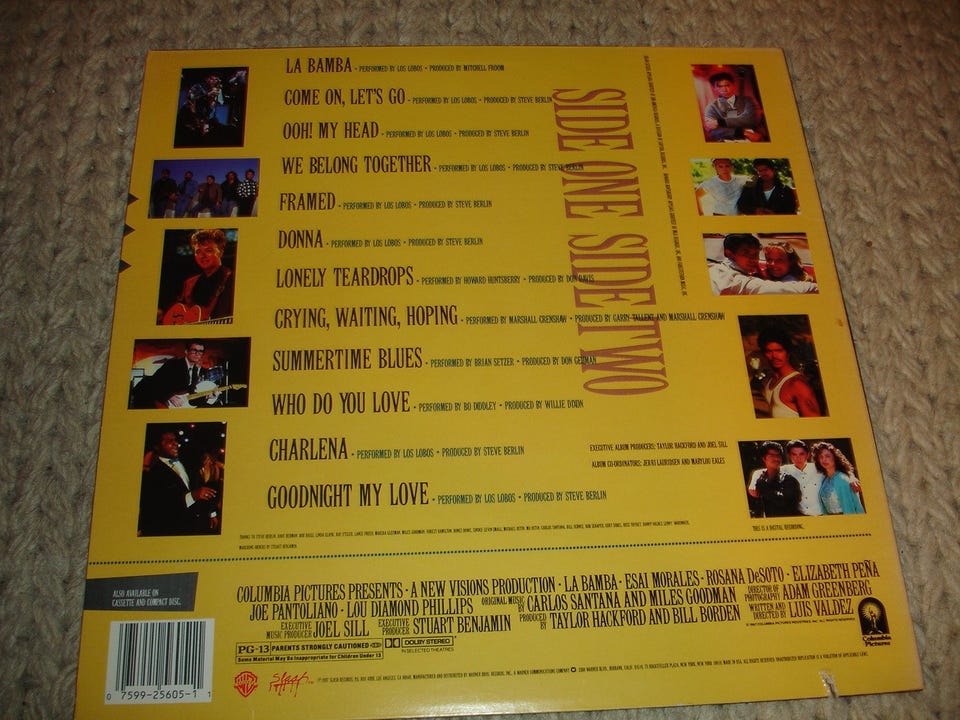 LA BAMBA • PERFORMED BY LOS LOBOS • PRODUCED BY MITCHELL FROOM
COME ON, LET'S GO • PERFORMED BY LOS LOBOS • PRODUCED BY STEVE BERLIN
OOH! MY HEAD • PERFORMED BY LOS LOBOS • PRODUCED BY STEVE BERLIN
WE BELONG TOGETHER • PERFORMED BY LOS LOBOS • PRODUCED BY STEVE BERLIN
FRAMED • PERFORMED BY LOS LOBOS • PRODUCED BY STEVE BERLIN
DONNA • PERFORMED BY LOS LOBOS • PRODUCED BY STEVE BERLIN
LONELY TEARDROPS • PERFORMED BY HOWARD HUNTSBERRY • PRODUCED BY DON DAVIS
CRYING, WAITING, HOPING • PERFORMED BY MARSHALL CRENSHAW • PRODUCED BY GARRY TALLENT AND MARSHALL CRENSHAW
SUMMERTIME BLUES • PERFORMED BY BRIAN SETZER • PRODUCED BY DON GEHMAN
WHO DO YOU LOVE • PERFORMED BY BO DIDDLEY • PRODUCED BY WILLIE DIXON
CHARLENA • PERFORMED BY LOS LOBOS • PRODUCED BY STEVE BERLIN
GOODNIGHT MY LOVE • PERFORMED BY LOS LOBOS • PRODUCED BY STEVE BERLIN
SIDE ONE SIDE TWO
EXECUTIVE ALBUM PRODUCERS: TAYLOR HACKFORD AND JOEL SILL
ALBUM CO-ORDINATORS: JERRI LAURIDSEN AND MARYLOU EALES
THIS IS A DIGITAL RECORDING.
ALSO AVAILABLE ON
CASSETTE AND COMPACT DISC.
COLUMBIA PICTURES PRESENTS • A NEW VISIONS PRODUCTION • LA BAMBA • ESAI MORALES • ROSANA DeSOTO • ELIZABETH PEÑA
JOE PANTOLIANO • LOU DIAMOND PHILLIPS ORIGINAL MUSIC BY CARLOS SANTANA AND MILES GOODMAN DIRECTOR OF PHOTOGRAPHY ADAM GREENBERG
EXECUTIVE MUSIC PRODUCER JOEL SILL EXECUTIVE PRODUCER STUART BENJAMIN PRODUCED BY TAYLOR HACKFORD AND BILL BORDEN WRITTEN AND DIRECTED BY LUIS VALDEZ
PG-13 PARENTS STRONGLY CAUTIONED
Some Material May Be Inappropriate for Children Under 13
DOLBY STEREO
IN SELECTED THEATRES
Columbia Pictures
0 7599-25605-1 1
WB
slash